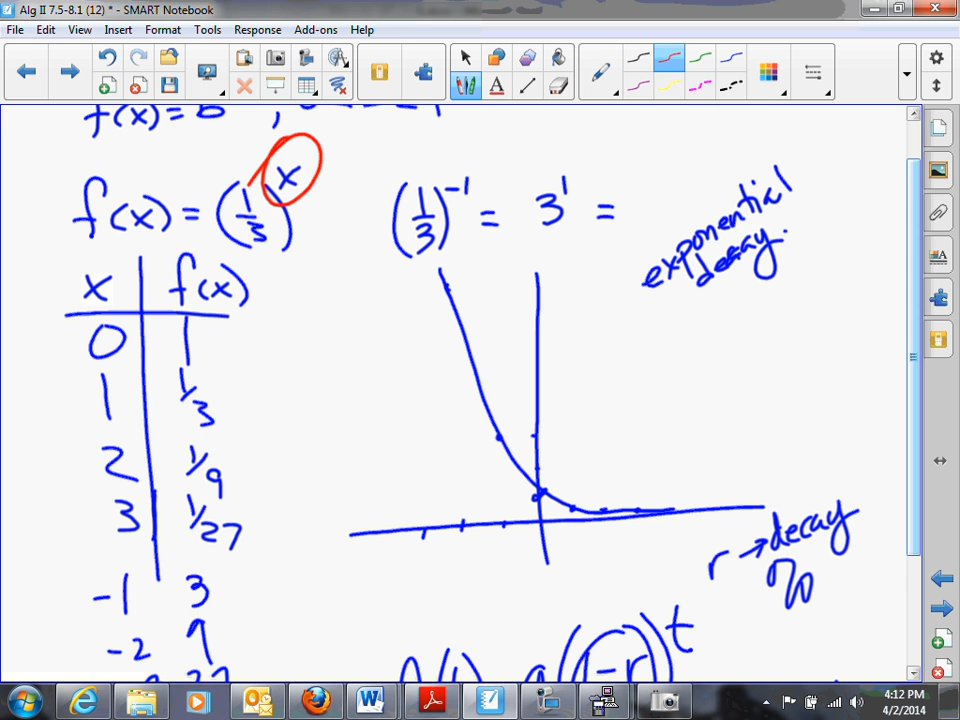 Alg II 7.5-8.1 (12) * - SMART Notebook
File Edit View Insert Format Tools Response Add-ons Help
f(x) = b
f(x) = (1/3)^x
(1/3)^-1 = 3^1 =
exponential
decay.
x f(x)
0 1
1 1/3
2 1/9
3 1/27
-1 3
-2 9
27
r → decay
%
(1-r))^t
4:12 PM
4/2/2014